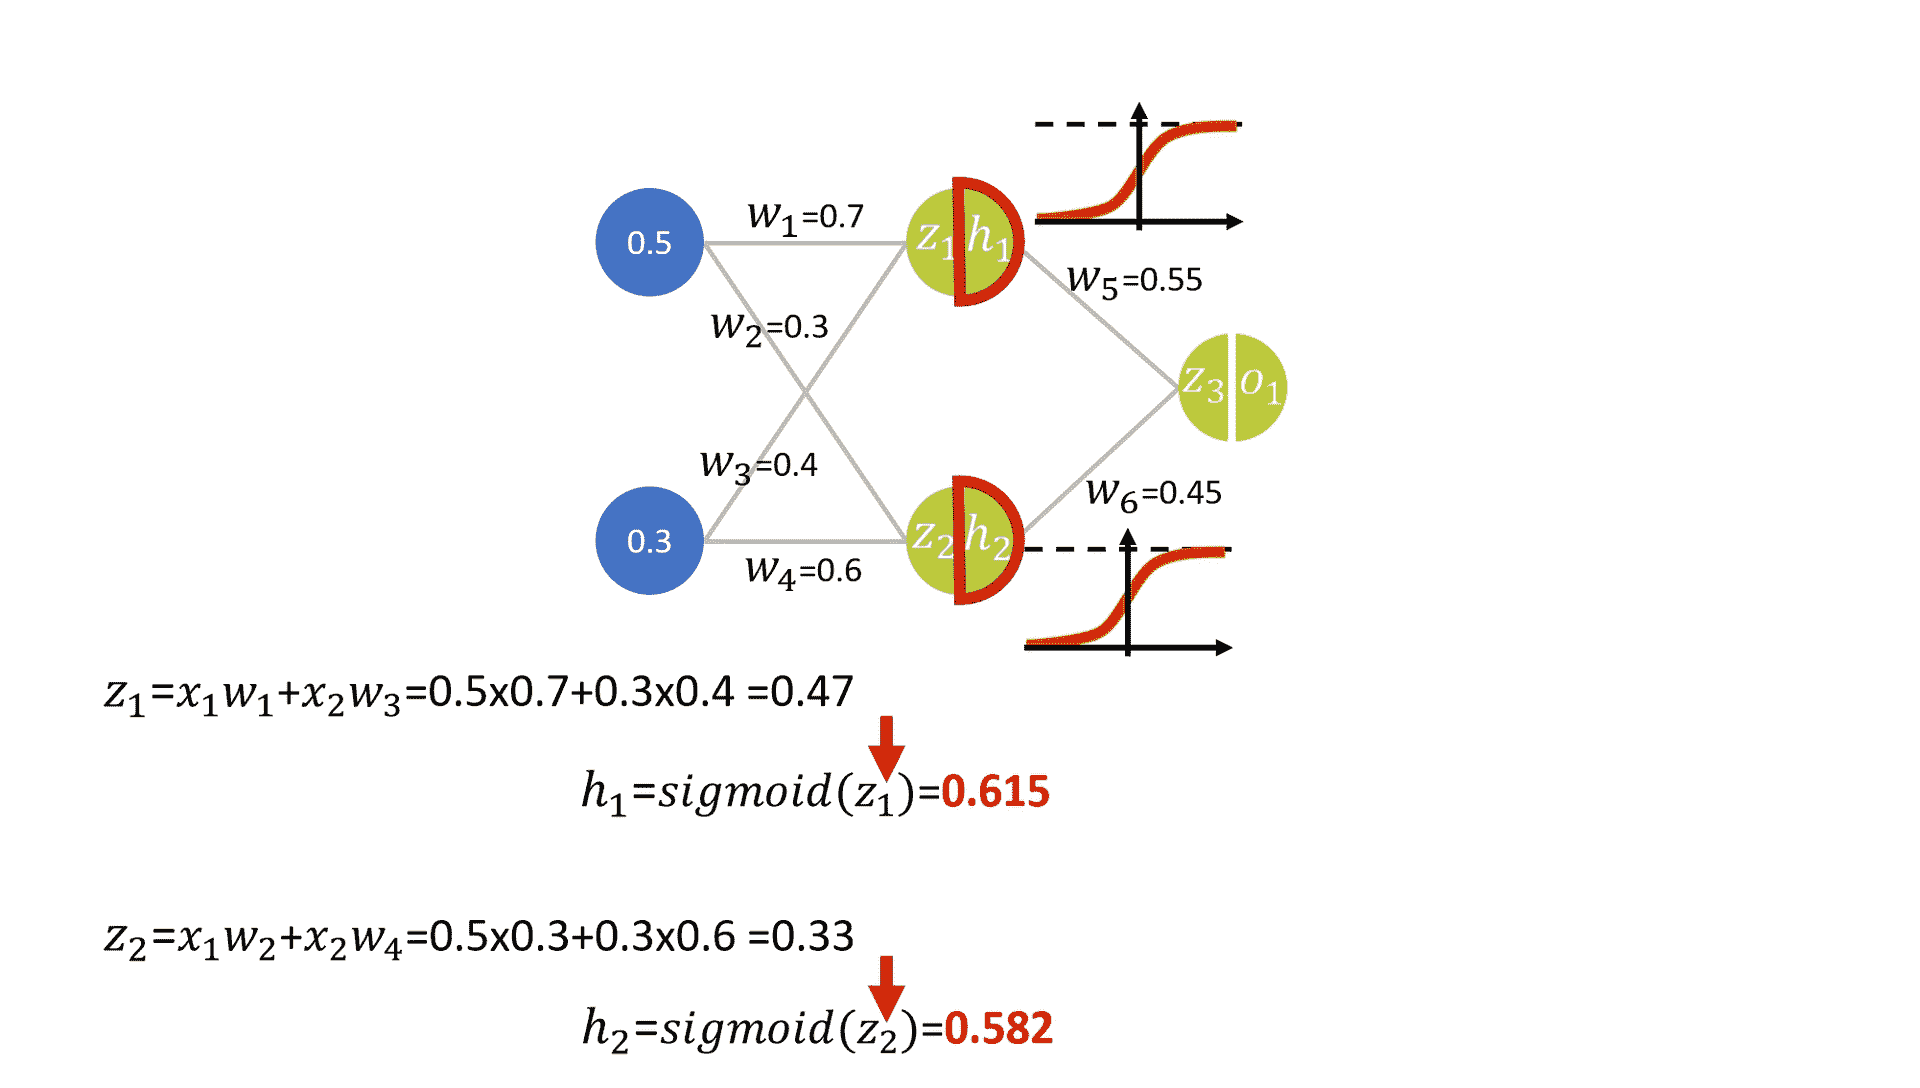 w₁=0.7
0.5
z₁ h₁
w₅=0.55
w₂=0.3
z₃ o₁
w₃=0.4
w₆=0.45
0.3
z₂ h₂
w₄=0.6
z₁=x₁w₁+x₂w₃=0.5x0.7+0.3x0.4 =0.47
h₁=sigmoid(z₁)=0.615
z₂=x₁w₂+x₂w₄=0.5x0.3+0.3x0.6 =0.33
h₂=sigmoid(z₂)=0.582